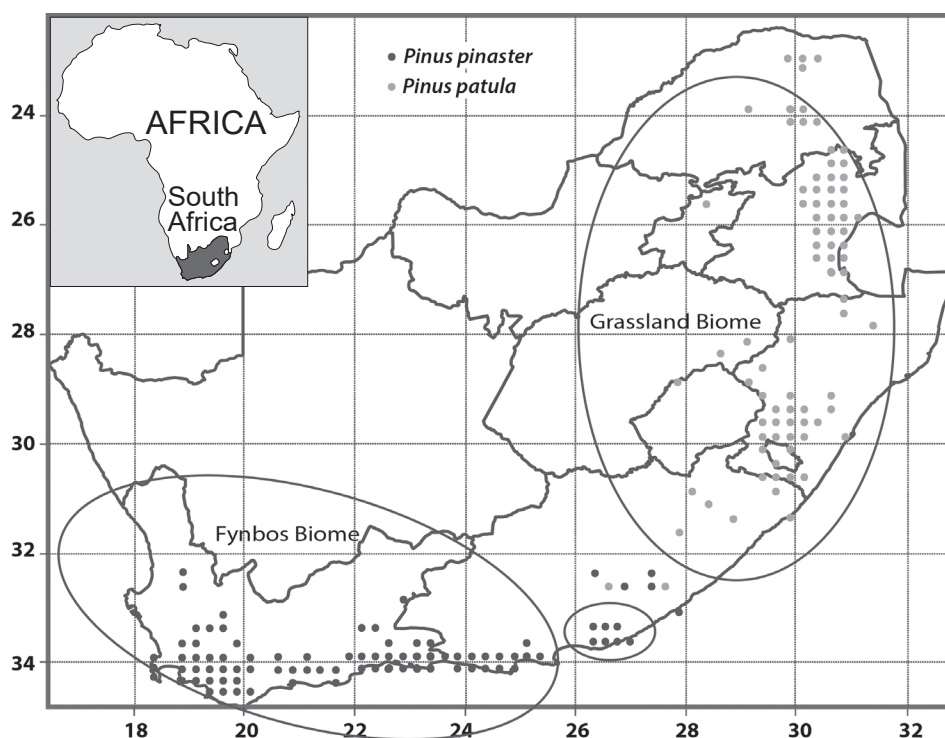 AFRICA
South
Africa
Pinus pinaster
Pinus patula
Grassland Biome
Fynbos Biome
24
26
28
30
32
34
18
20
22
24
26
28
30
32